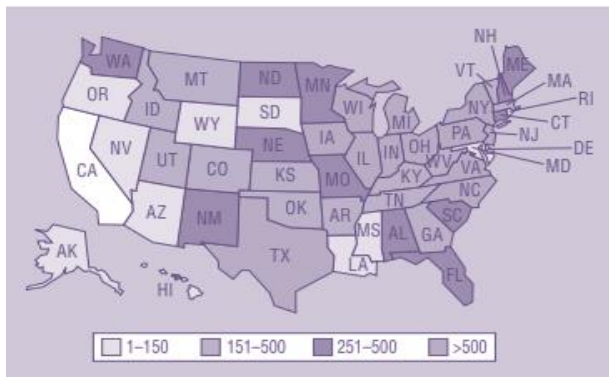 NH
WA ME
MT ND MN VT MA
OR ID SD WI NY RI
WY MI CT
NV NE IA PA NJ
CA UT CO IL IN OH DE
KS MO WV VA MD
KY
AZ NM OK AR TN NC
SC
MS AL GA
AK TX LA
HI FL
1–150 151–500 251–500 >500